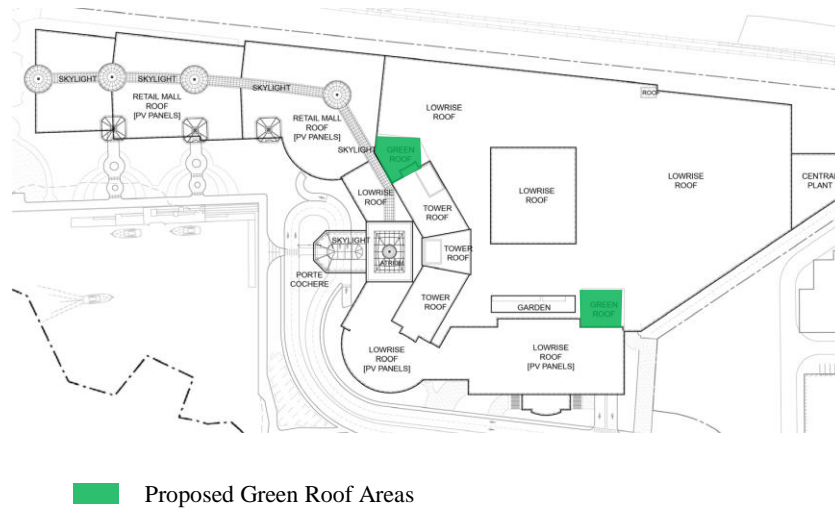 SKYLIGHT
SKYLIGHT
SKYLIGHT
RETAIL MALL
ROOF
[PV PANELS]
RETAIL MALL
ROOF
[PV PANELS]
LOWRISE
ROOF
ROOF
SKYLIGHT
GREEN
ROOF
LOWRISE
ROOF
TOWER
ROOF
LOWRISE
ROOF
LOWRISE
ROOF
CENTRAL
PLANT
SKYLIGHT
ATRIUM
TOWER
ROOF
PORTE
COCHERE
TOWER
ROOF
GARDEN
GREEN
ROOF
LOWRISE
ROOF
[PV PANELS]
LOWRISE
ROOF
[PV PANELS]
Proposed Green Roof Areas